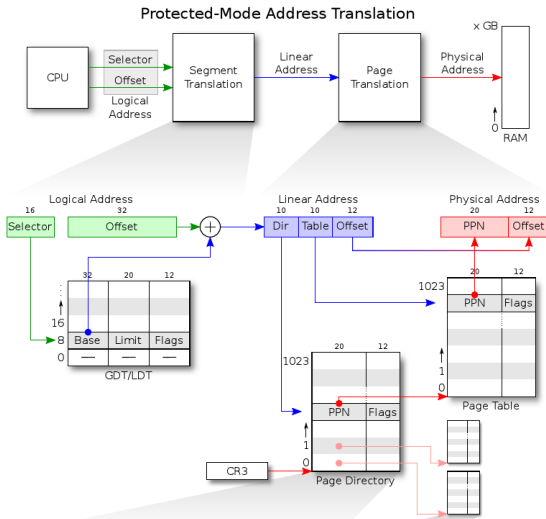 Protected-Mode Address Translation
x GB
CPU
Selector
Offset
Logical
Address
Segment
Translation
Linear
Address
Page
Translation
Physical
Address
0
RAM
Logical Address
Linear Address
Physical Address
16
32
10
10
12
20
12
Selector
Offset
+
Dir
Table
Offset
PPN
Offset
32
20
12
:
16
8
0
Base
Limit
Flags
GDT/LDT
20
12
1023
PPN
Flags
1
0
Page Table
20
12
1023
PPN
Flags
1
0
Page Directory
CR3